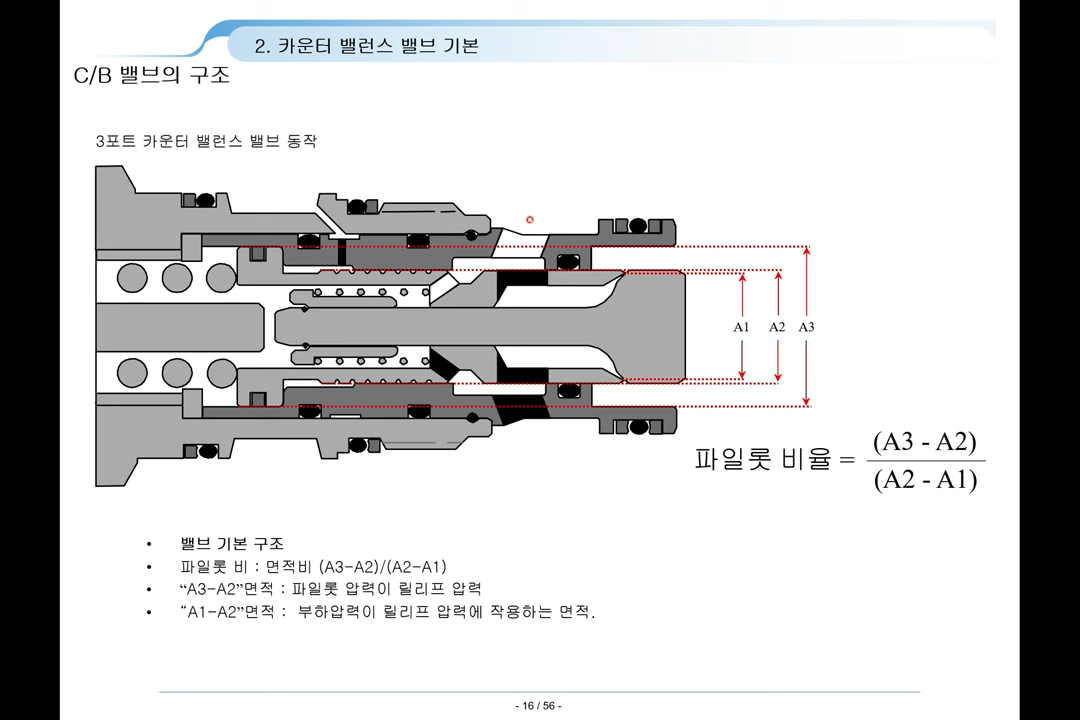 2. 카운터 밸런스 밸브 기본
C/B 밸브의 구조
3포트 카운터 밸런스 밸브 동작
A1 A2 A3
파일롯 비율 = (A3 - A2)
(A2 - A1)
• 밸브 기본 구조
• 파일롯 비 : 면적비 (A3-A2)/(A2-A1)
• “A3-A2”면적 : 파일롯 압력이 릴리프 압력
• “A1-A2”면적 : 부하압력이 릴리프 압력에 작용하는 면적.
- 16 / 56 -